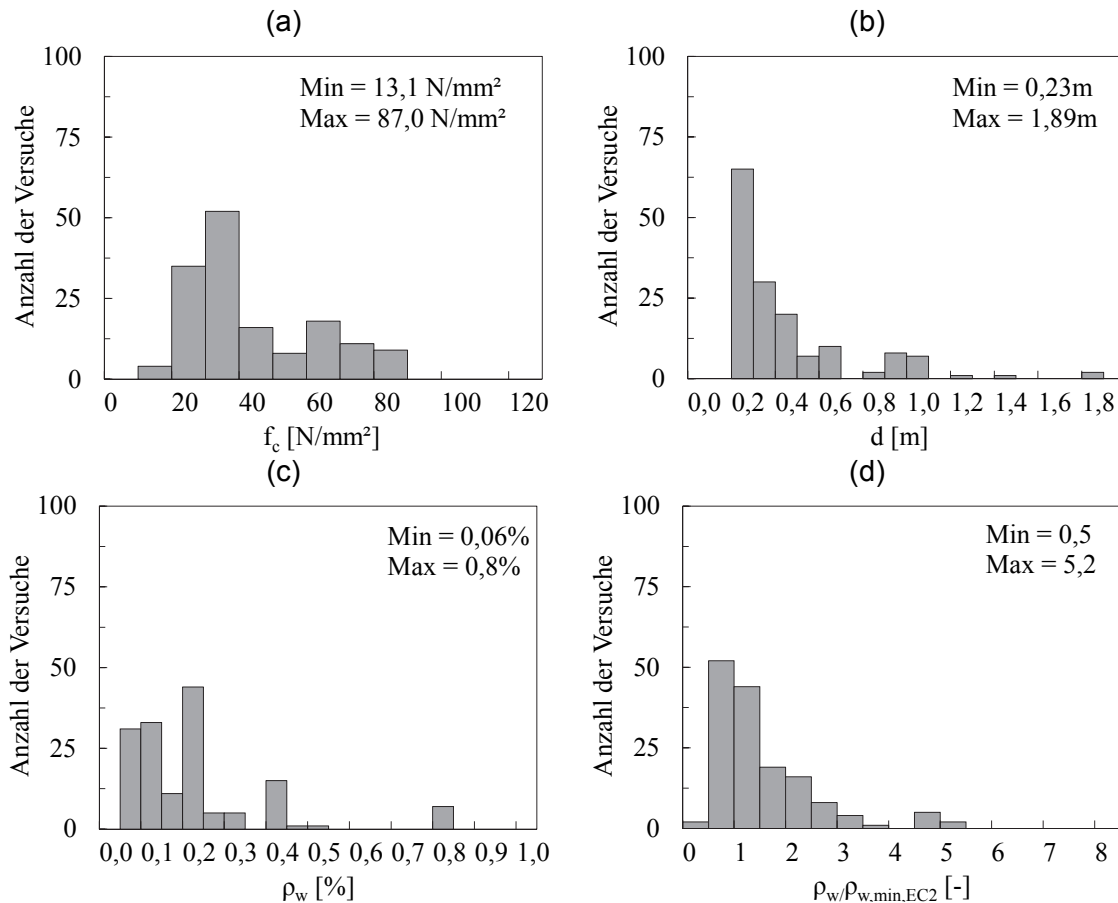 (a)
100
75
50
25
0
Anzahl der Versuche
Min = 13,1 N/mm²
Max = 87,0 N/mm²
0 20 40 60 80 100 120
f_c [N/mm²]
(b)
100
75
50
25
0
Anzahl der Versuche
Min = 0,23m
Max = 1,89m
0,0 0,2 0,4 0,6 0,8 1,0 1,2 1,4 1,6 1,8
d [m]
(c)
100
75
50
25
0
Anzahl der Versuche
Min = 0,06%
Max = 0,8%
0,0 0,1 0,2 0,3 0,4 0,5 0,6 0,7 0,8 0,9 1,0
ρ_w [%]
(d)
100
75
50
25
0
Anzahl der Versuche
Min = 0,5
Max = 5,2
0 1 2 3 4 5 6 7 8
ρ_w/ρ_w,min,EC2 [-]